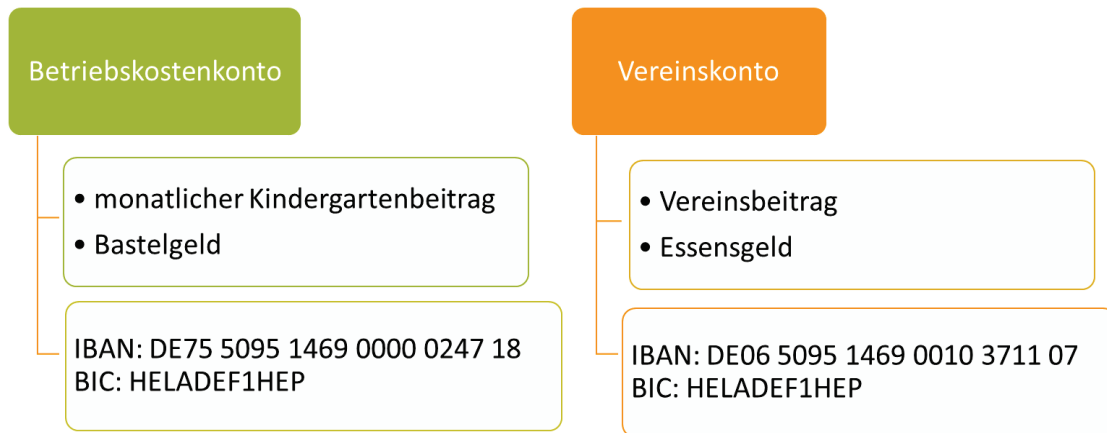 Betriebskostenkonto
• monatlicher Kindergartenbeitrag
• Bastelgeld
IBAN: DE75 5095 1469 0000 0247 18
BIC: HELADEF1HEP
Vereinskonto
• Vereinsbeitrag
• Essensgeld
IBAN: DE06 5095 1469 0010 3711 07
BIC: HELADEF1HEP